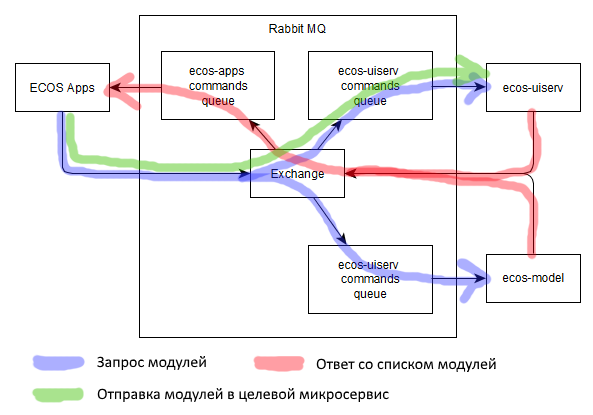 Rabbit MQ
ECOS Apps
ecos-apps
commands
queue
ecos-uiserv
commands
queue
ecos-uiserv
Exchange
ecos-uiserv
commands
queue
ecos-model
Запрос модулей
Ответ со списком модулей
Отправка модулей в целевой микросервис